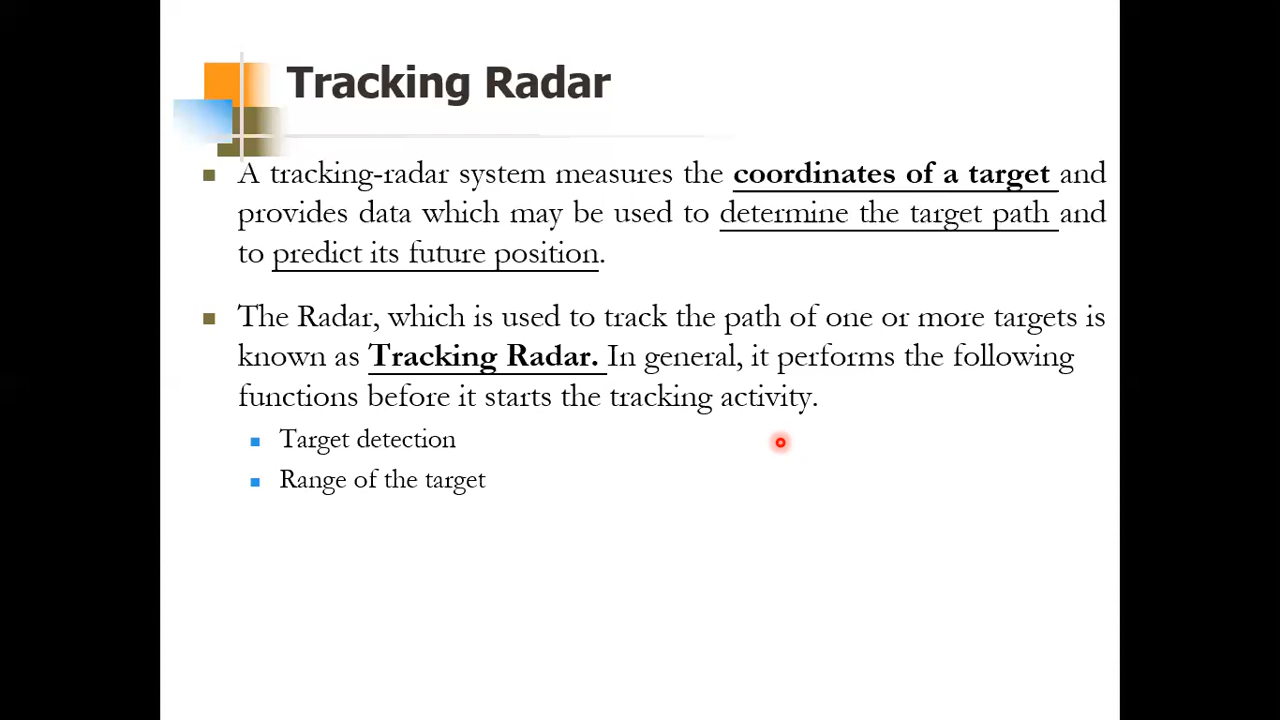 Tracking Radar
A tracking-radar system measures the coordinates of a target and
provides data which may be used to determine the target path and
to predict its future position.
The Radar, which is used to track the path of one or more targets is
known as Tracking Radar. In general, it performs the following
functions before it starts the tracking activity.
Target detection
Range of the target